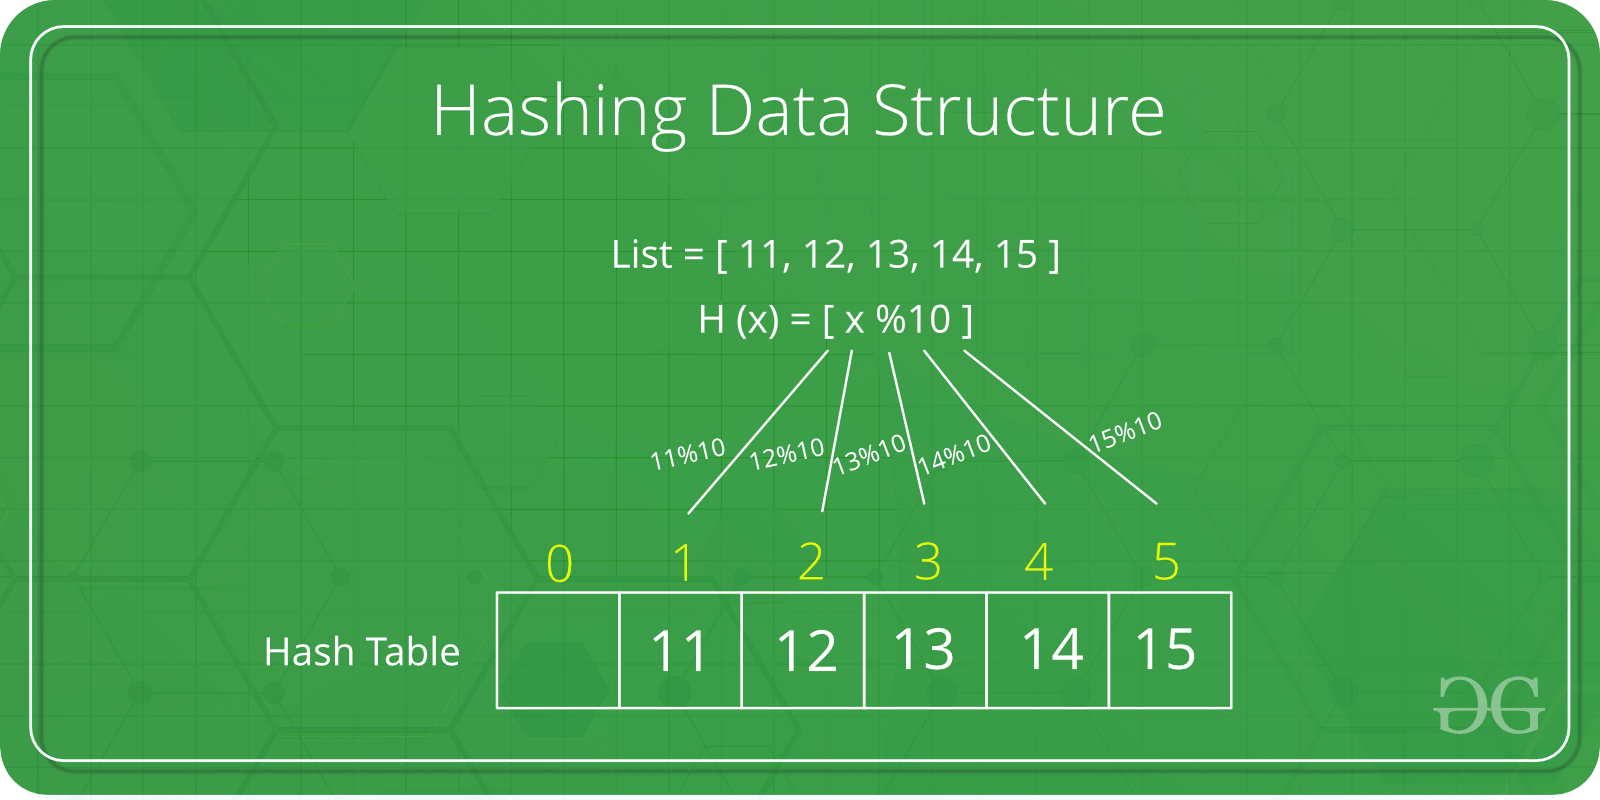 Hashing Data Structure
List = [ 11, 12, 13, 14, 15 ]
H (x) = [ x %10 ]
11%10 12%10 13%10 14%10 15%10
0 1 2 3 4 5
Hash Table 11 12 13 14 15